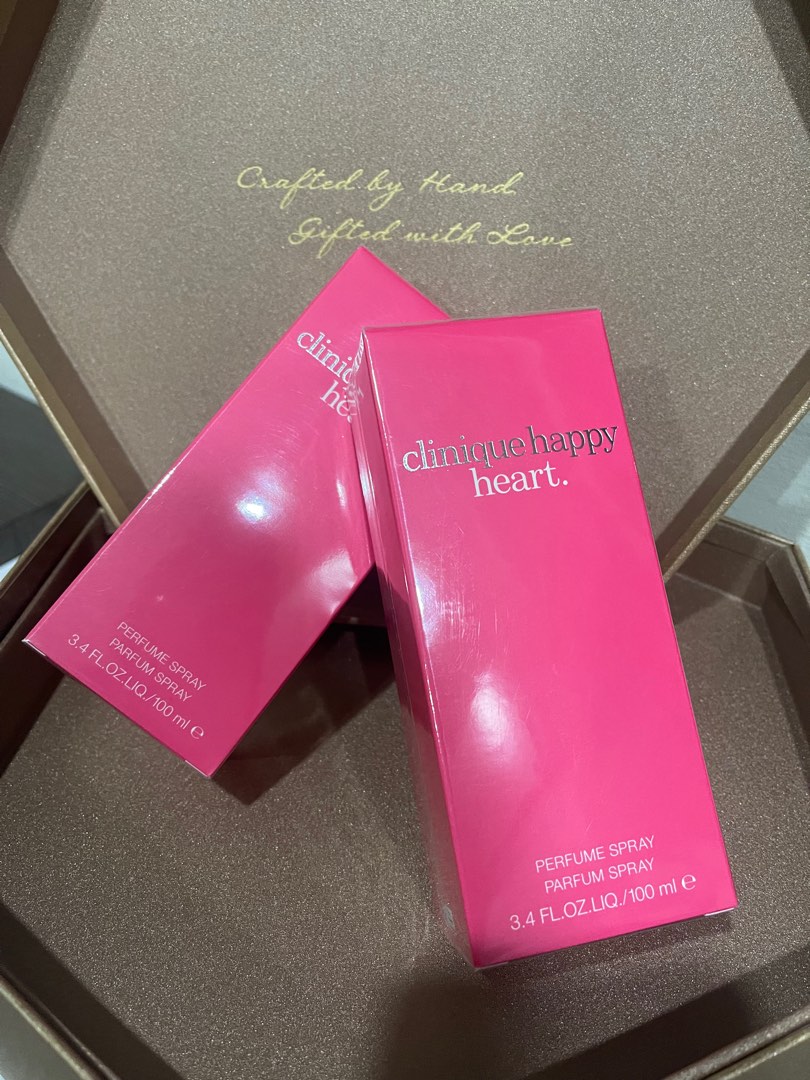 Crafted by Hand
Gifted with Love
clinique
heart.
PERFUME SPRAY
PARFUM SPRAY
3.4 FL.OZ.LIQ./100 ml ℮
clinique happy
heart.
PERFUME SPRAY
PARFUM SPRAY
3.4 FL.OZ.LIQ./100 ml ℮